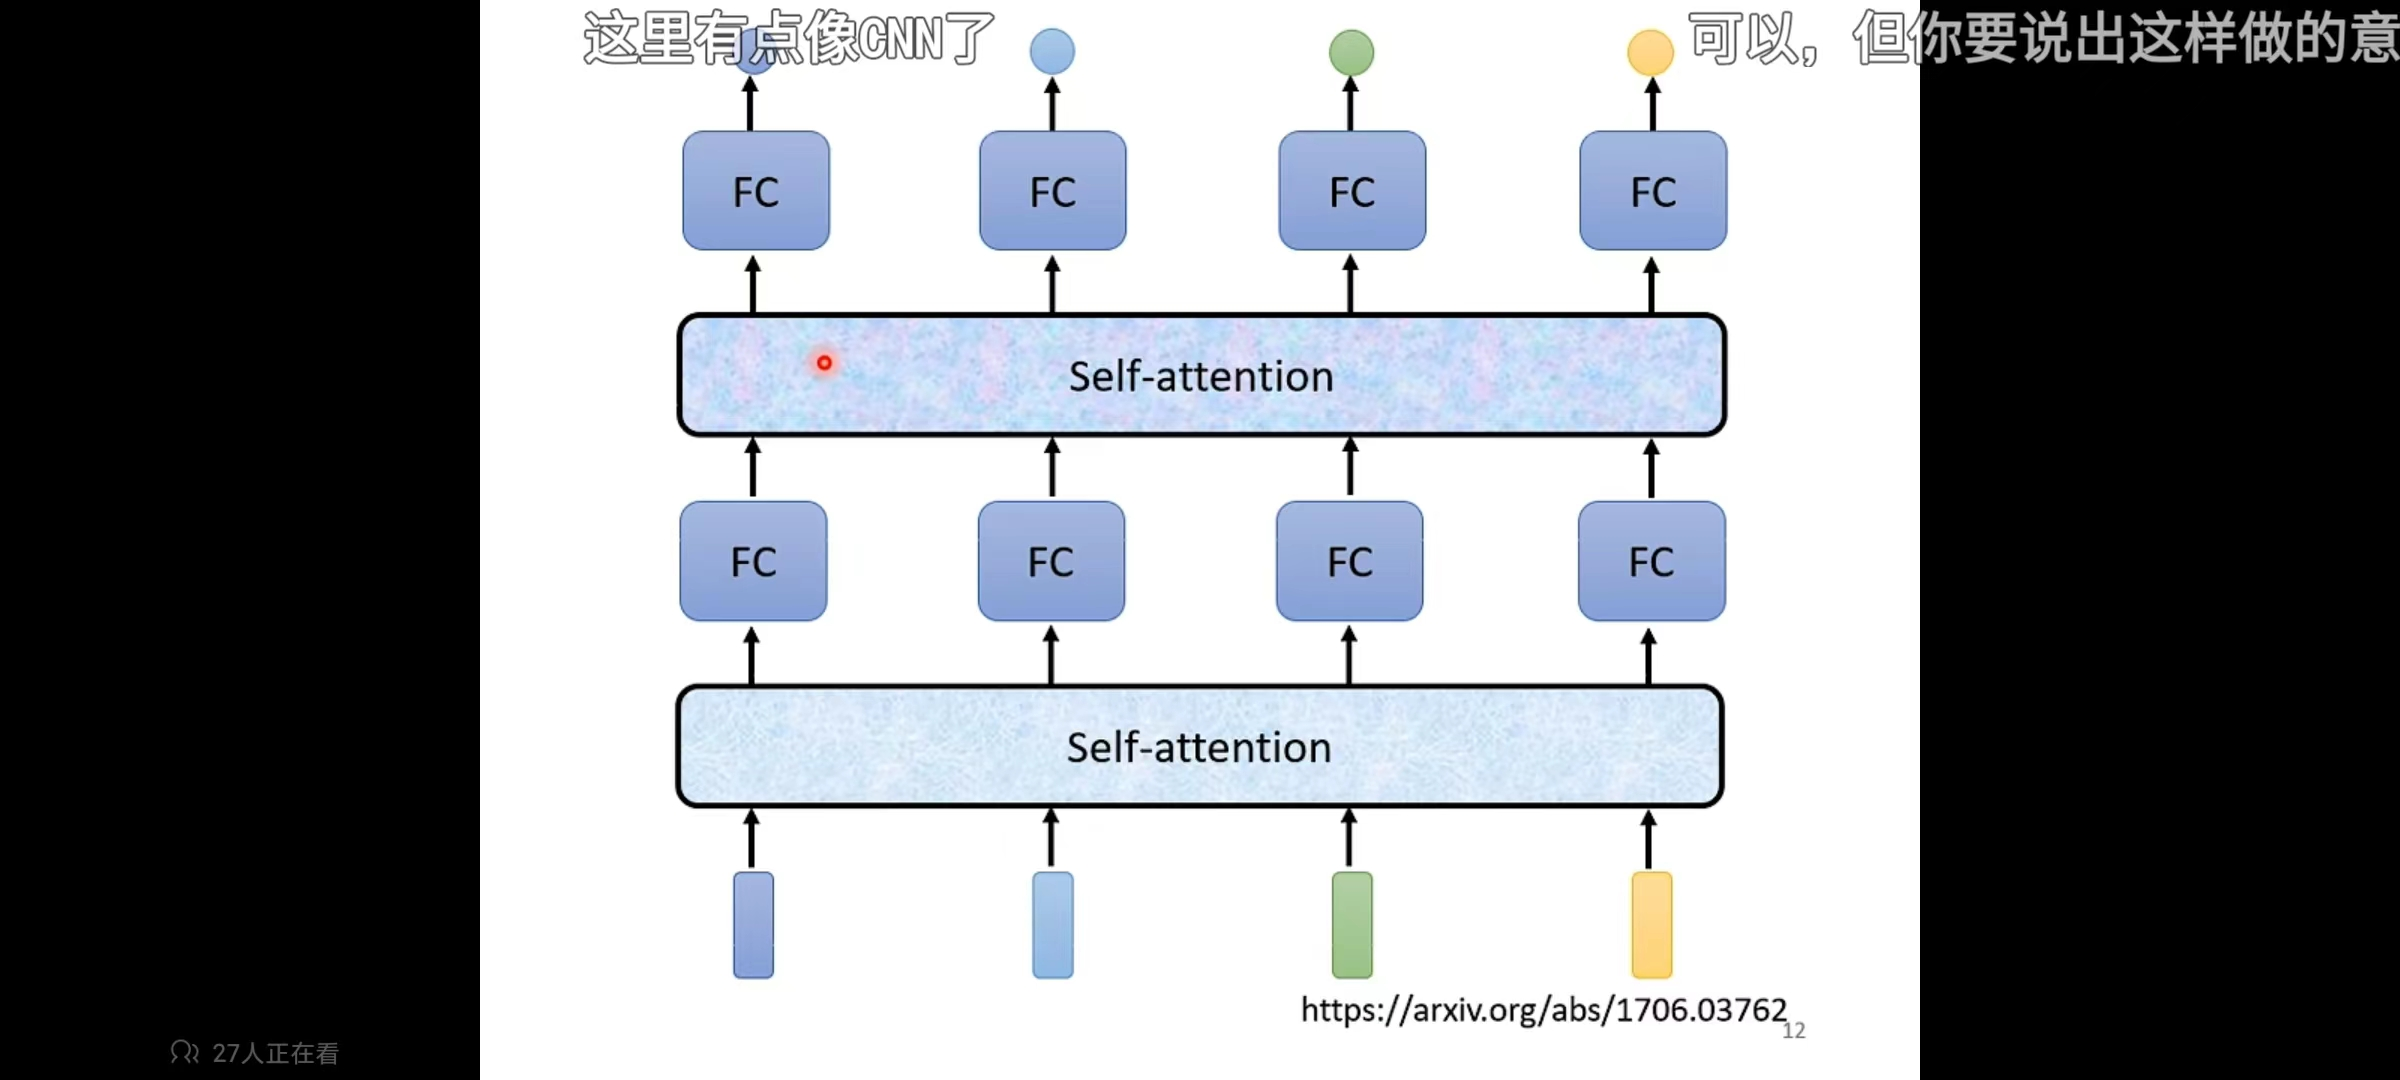 这里有点像CNN了
可以，但你要说出这样做的意
FC FC FC FC
Self-attention
FC FC FC FC
Self-attention
https://arxiv.org/abs/1706.03762
12
27人正在看